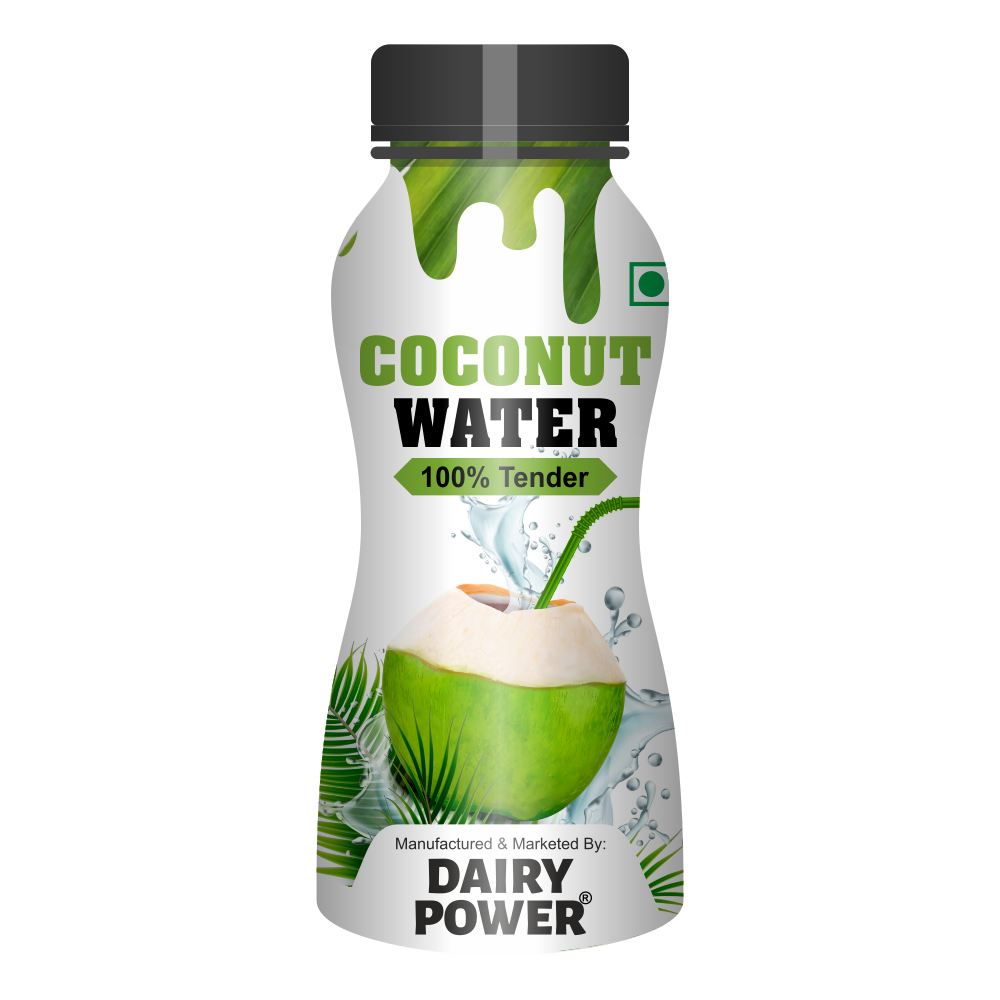 COCONUT
WATER
100% Tender
Manufactured & Marketed By:
DAIRY
POWER®